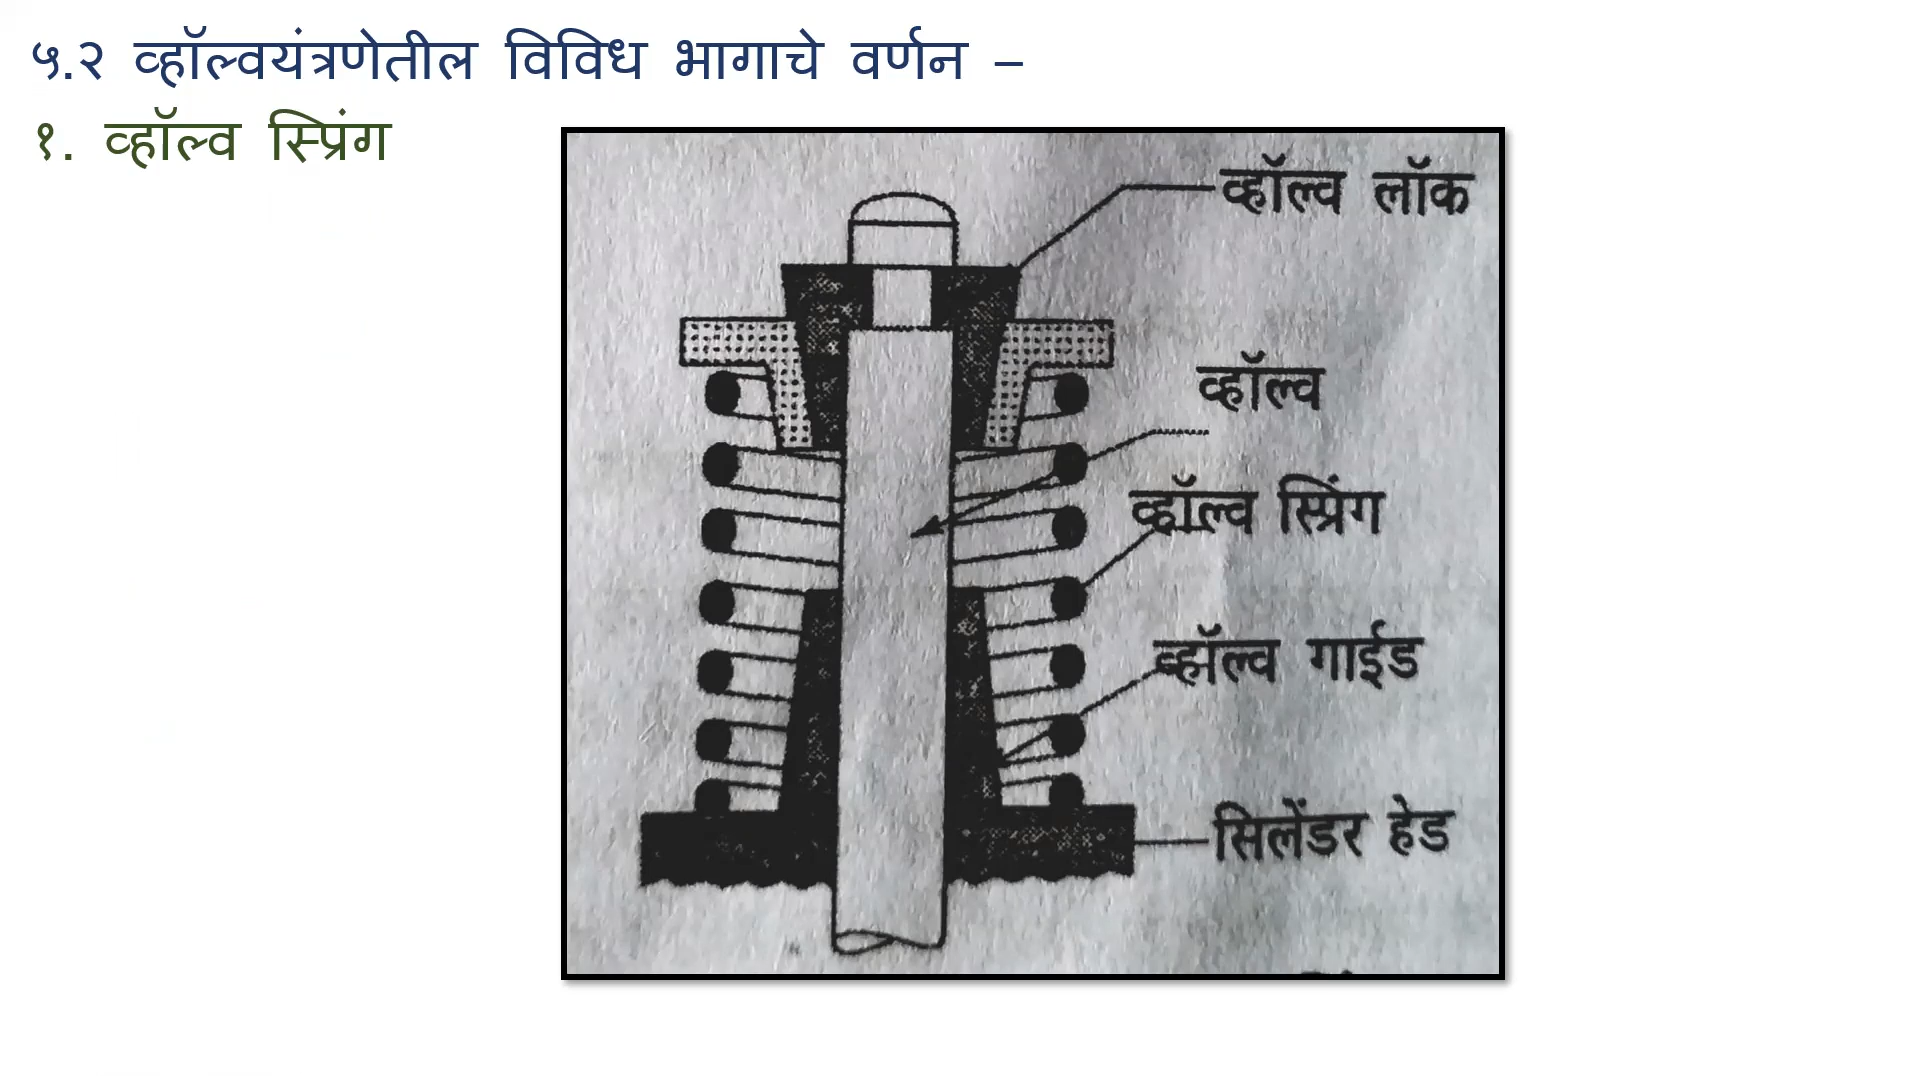 ५.२ व्हॉल्वयंत्रणेतील विविध भागाचे वर्णन –
१. व्हॉल्व स्प्रिंग
व्हॉल्व लॉक
व्हॉल्व
व्हॉल्व स्प्रिंग
व्हॉल्व गाईड
सिलेंडर हेड